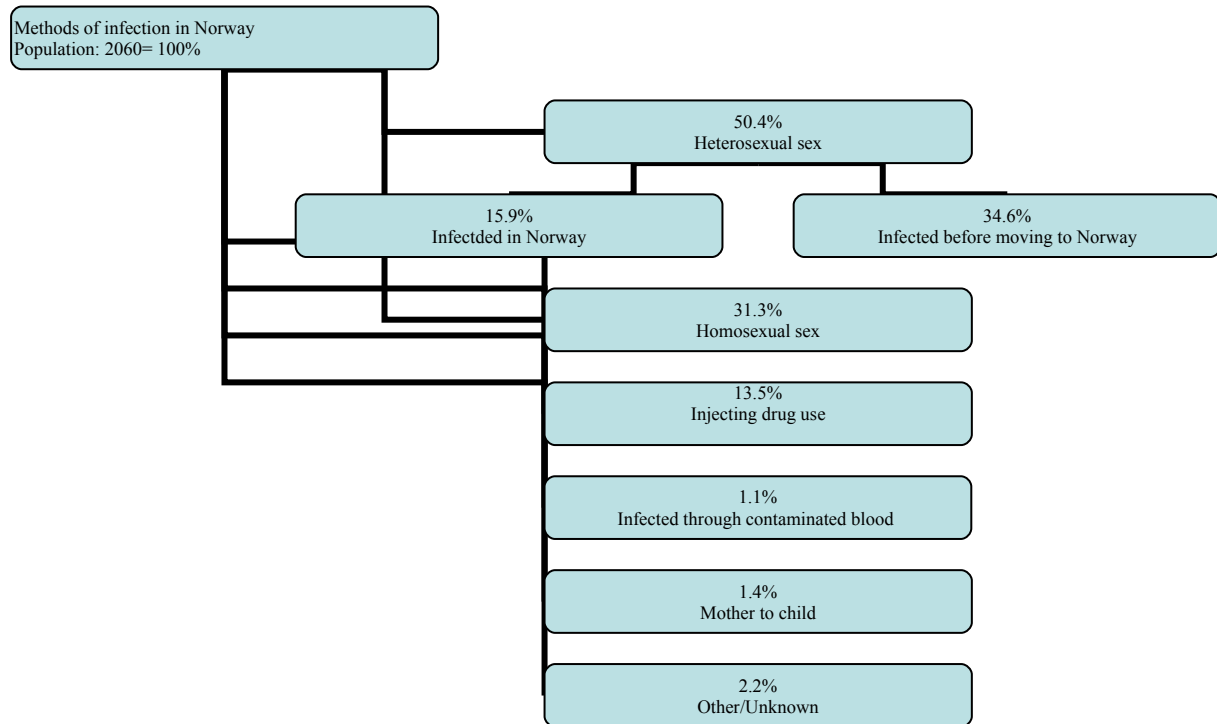 Methods of infection in Norway
Population: 2060= 100%
50.4%
Heterosexual sex
15.9%
Infectded in Norway
34.6%
Infected before moving to Norway
31.3%
Homosexual sex
13.5%
Injecting drug use
1.1%
Infected through contaminated blood
1.4%
Mother to child
2.2%
Other/Unknown